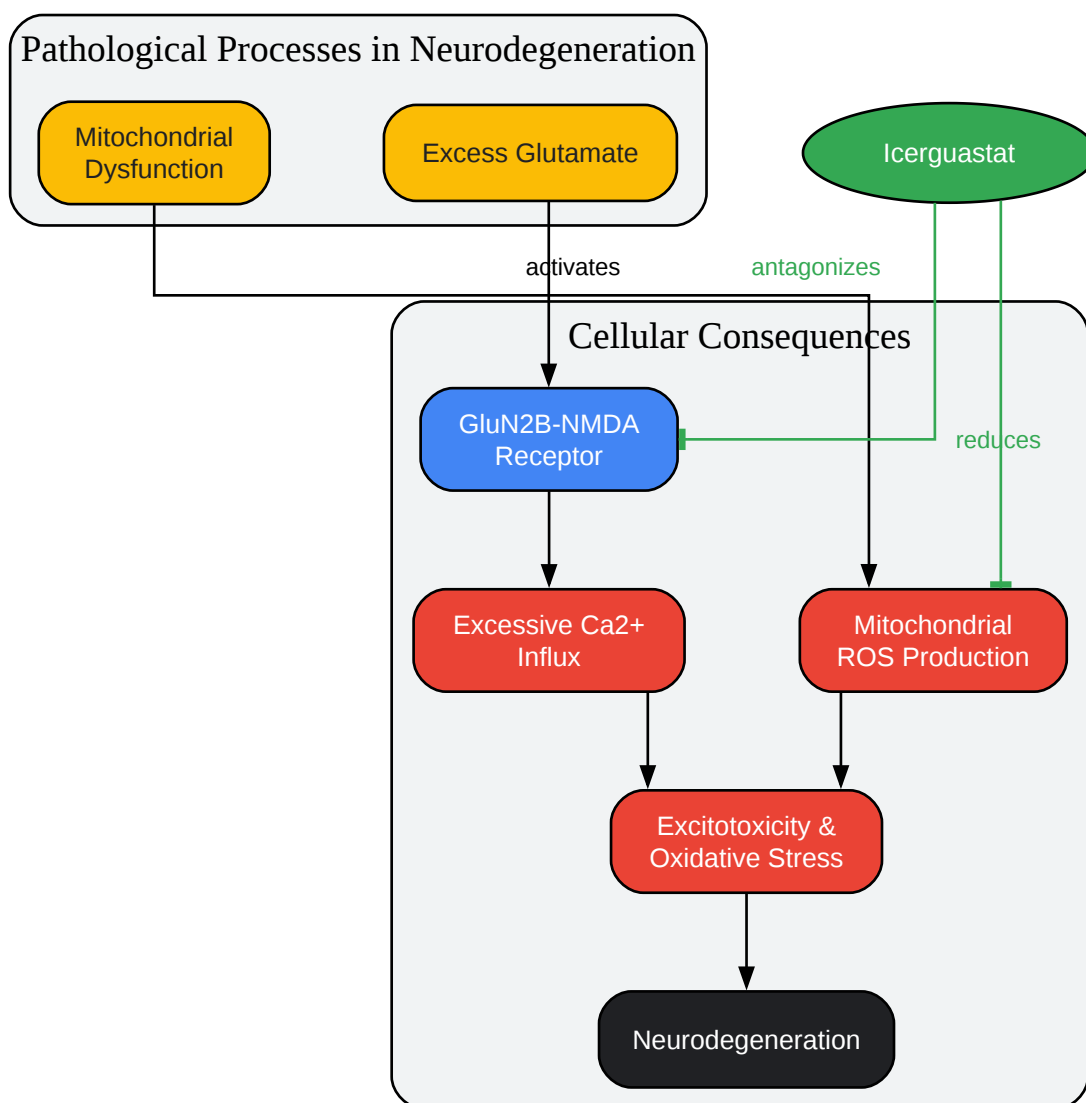 Pathological Processes in Neurodegeneration
Mitochondrial
Dysfunction
Excess Glutamate
Icerguastat
activates
antagonizes
Cellular Consequences
GluN2B-NMDA
Receptor
reduces
Excessive Ca2+
Influx
Mitochondrial
ROS Production
Excitotoxicity &
Oxidative Stress
Neurodegeneration